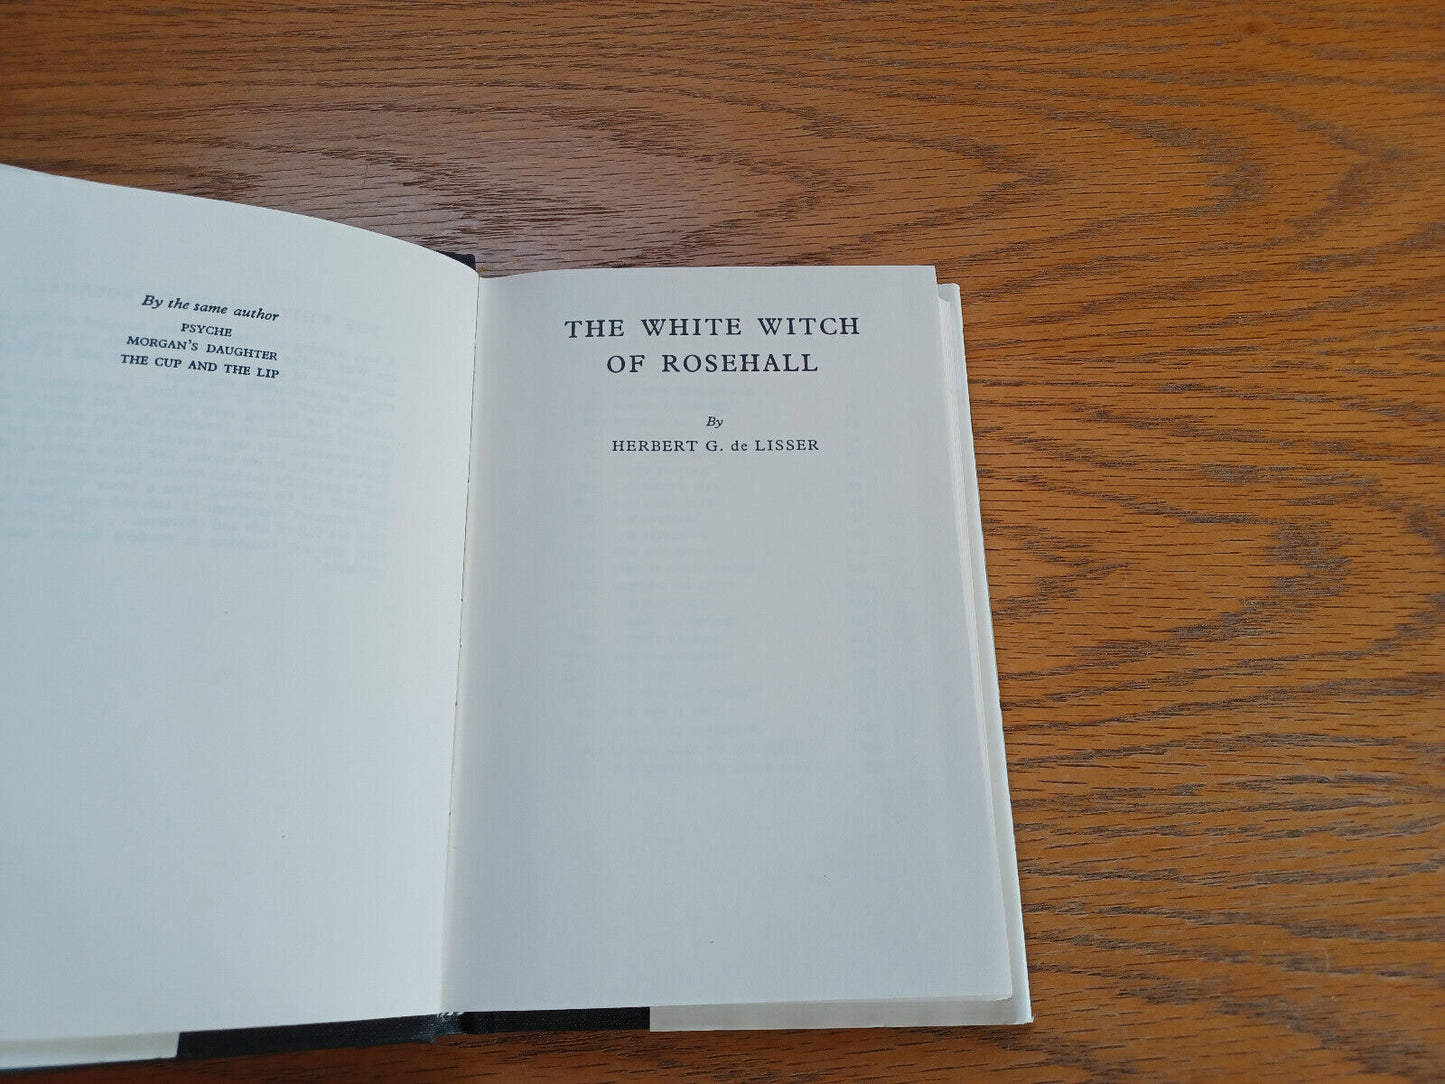 By the same author
PSYCHE
MORGAN'S DAUGHTER
THE CUP AND THE LIP
THE WHITE WITCH
OF ROSEHALL
By
HERBERT G. de LISSER